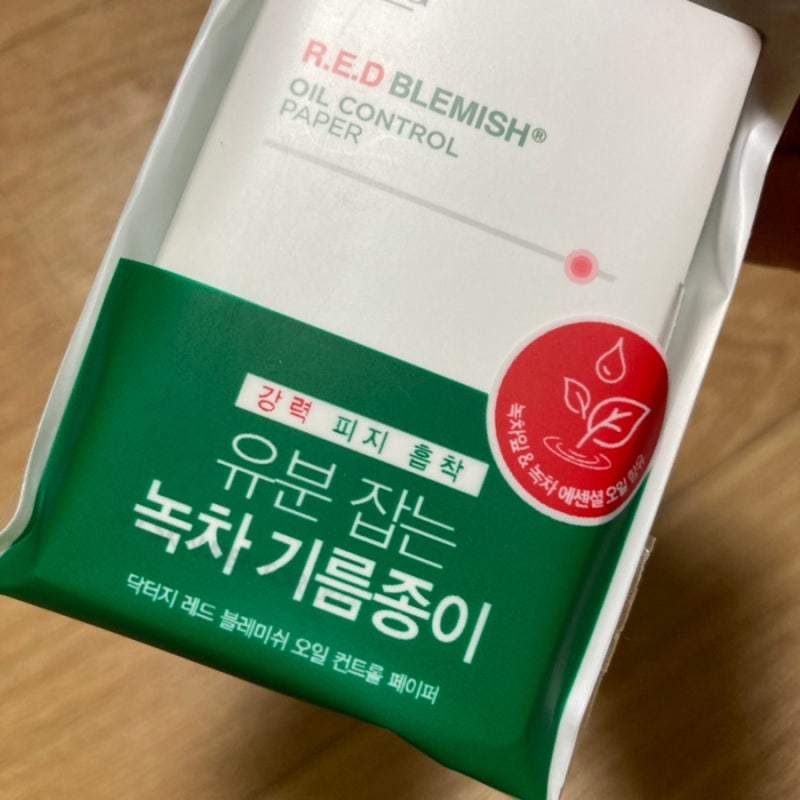 R.E.D BLEMISH®
OIL CONTROL
PAPER
강력 피지 흡착
유분 잡는
녹차 기름종이
닥터지 레드 블레미쉬 오일 컨트롤 페이퍼
녹차잎 & 녹차 에센셜 오일 함유